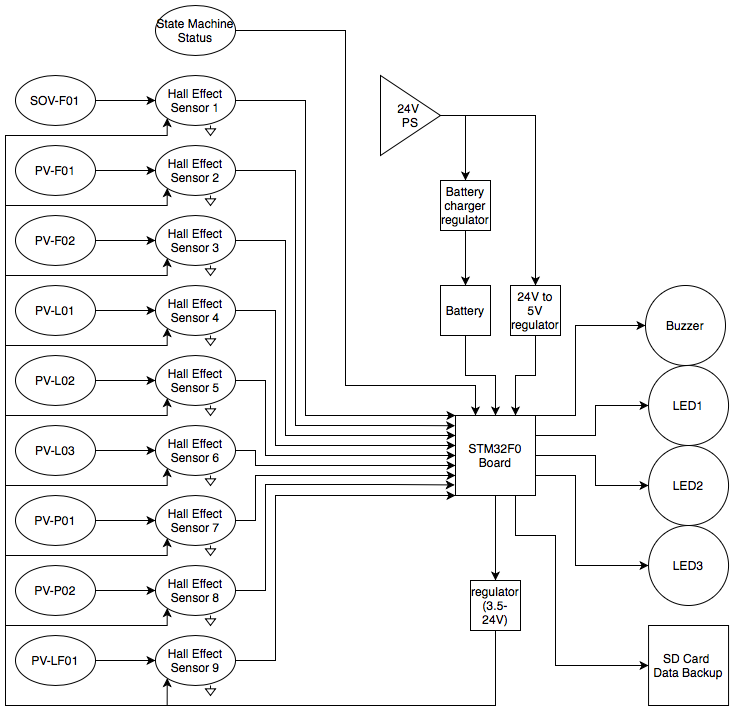 State Machine
Status
SOV-F01
Hall Effect
Sensor 1
24V
PS
PV-F01
Hall Effect
Sensor 2
Battery
charger
regulator
PV-F02
Hall Effect
Sensor 3
PV-L01
Hall Effect
Sensor 4
Battery
24V to
5V
regulator
Buzzer
PV-L02
Hall Effect
Sensor 5
LED1
PV-L03
Hall Effect
Sensor 6
STM32F0
Board
LED2
PV-P01
Hall Effect
Sensor 7
PV-P02
Hall Effect
Sensor 8
regulator
(3.5-
24V)
LED3
PV-LF01
Hall Effect
Sensor 9
SD Card
Data Backup